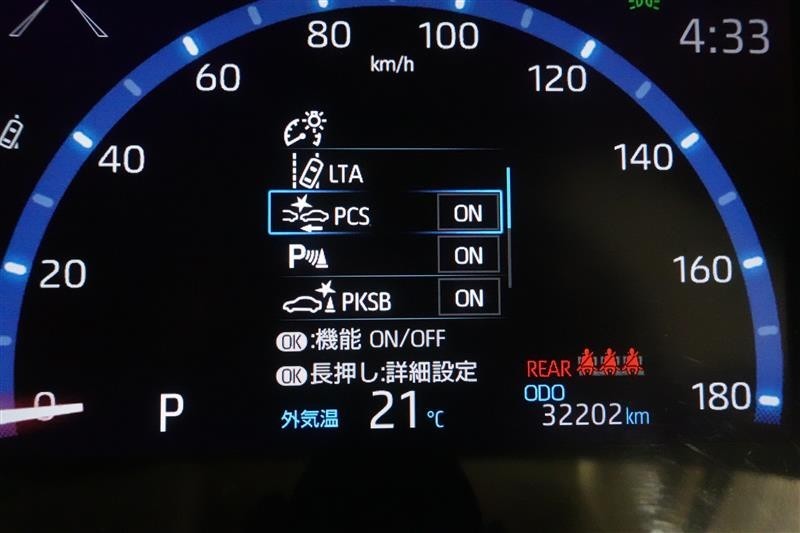 80 100
km/h
4:33
60 120
40 140
LTA
PCS ON
20 160
P ON
PKSB ON
OK:機能 ON/OFF
OK長押し:詳細設定
REAR
ODO
0 P 180
外気温 21℃
32202km